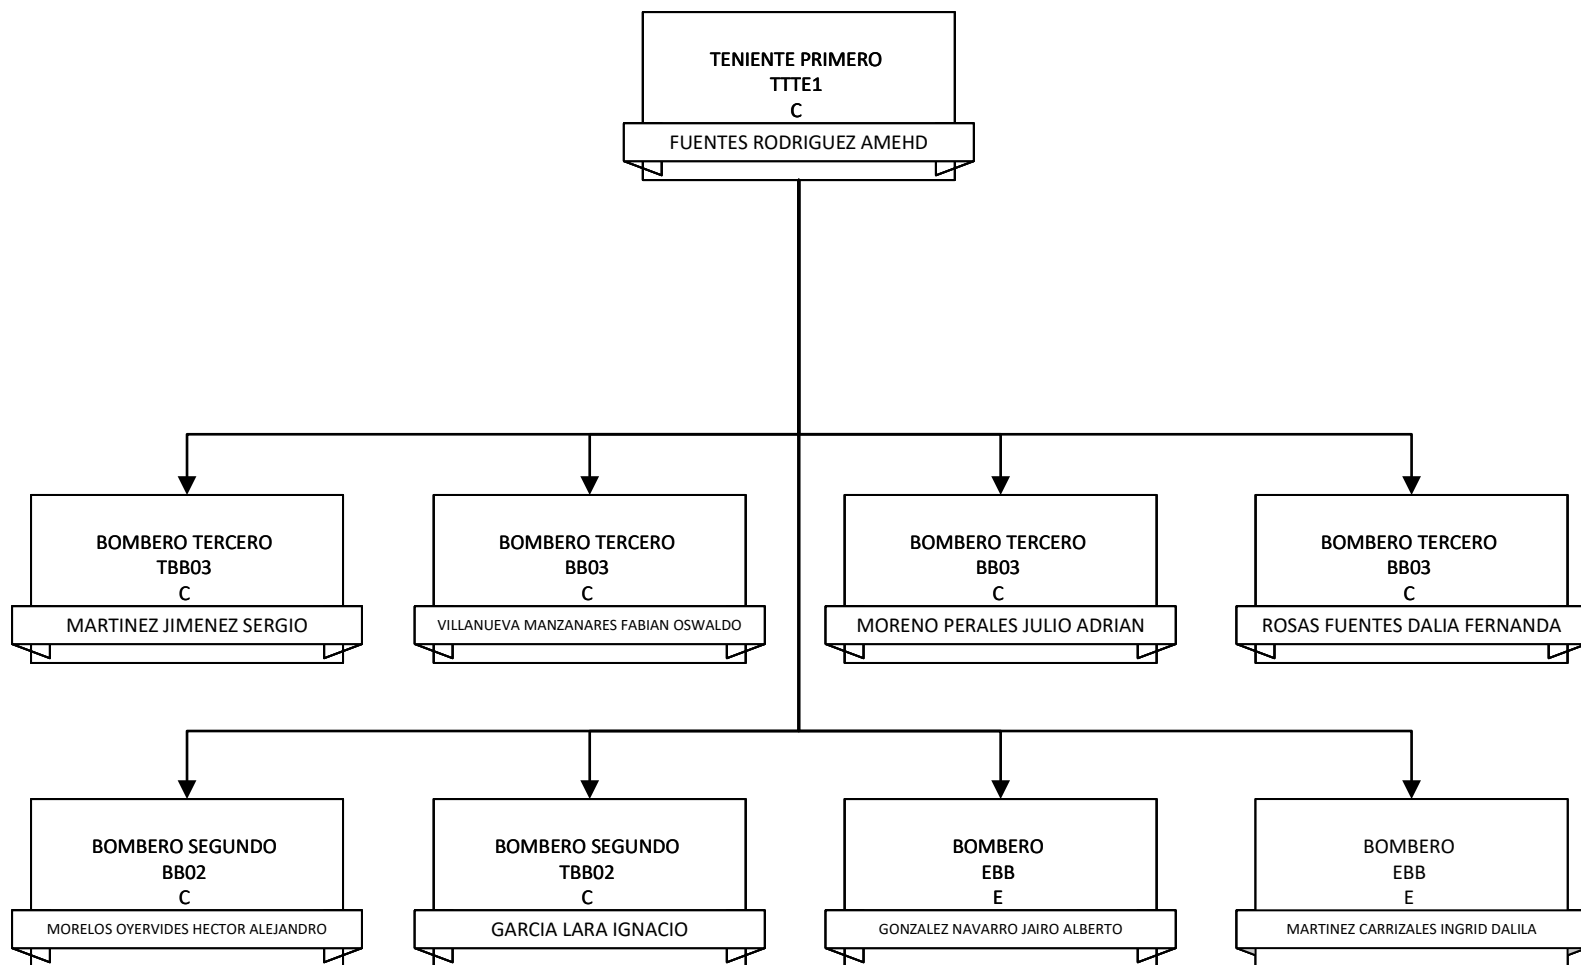 TENIENTE PRIMERO
TTTE1
C
FUENTES RODRIGUEZ AMEHD
BOMBERO TERCERO
TBB03
C
MARTINEZ JIMENEZ SERGIO
BOMBERO TERCERO
BB03
C
VILLANUEVA MANZANARES FABIAN OSWALDO
BOMBERO TERCERO
BB03
C
MORENO PERALES JULIO ADRIAN
BOMBERO TERCERO
BB03
C
ROSAS FUENTES DALIA FERNANDA
BOMBERO SEGUNDO
BB02
C
MORELOS OYERVIDES HECTOR ALEJANDRO
BOMBERO SEGUNDO
TBB02
C
GARCIA LARA IGNACIO
BOMBERO
EBB
E
GONZALEZ NAVARRO JAIRO ALBERTO
BOMBERO
EBB
E
MARTINEZ CARRIZALES INGRID DALILA